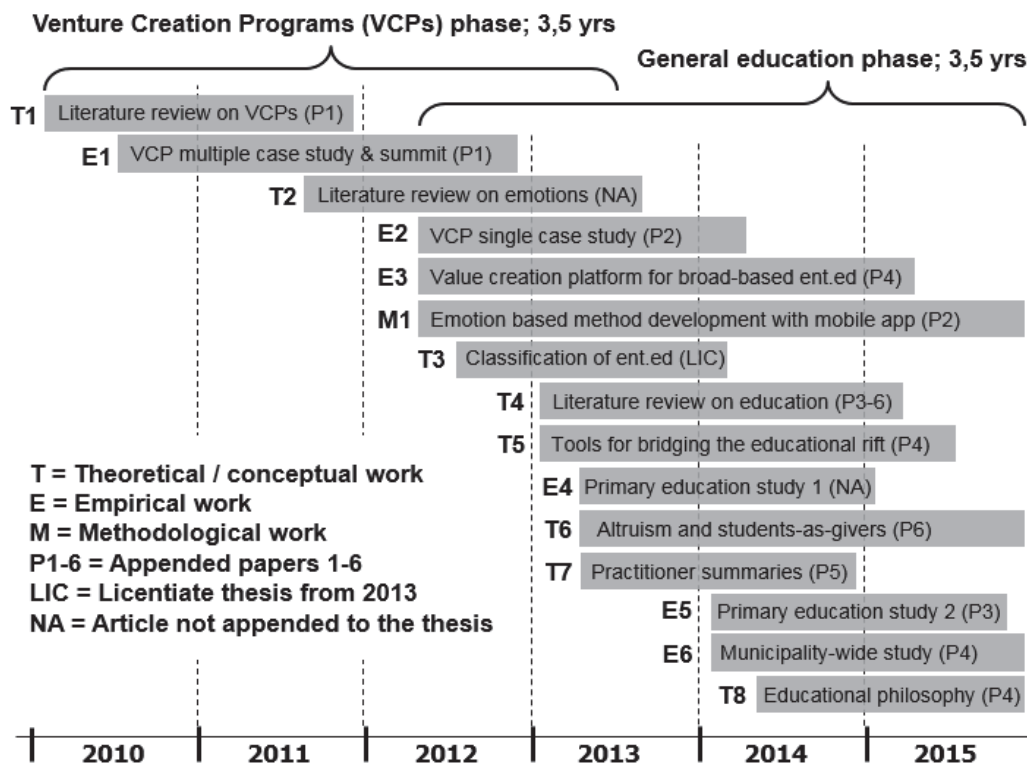 Venture Creation Programs (VCPs) phase; 3,5 yrs
General education phase; 3,5 yrs
T1 Literature review on VCPs (P1)
E1 VCP multiple case study & summit (P1)
T2 Literature review on emotions (NA)
E2 VCP single case study (P2)
E3 Value creation platform for broad-based ent.ed (P4)
M1 Emotion based method development with mobile app (P2)
T3 Classification of ent.ed (LIC)
T4 Literature review on education (P3-6)
T5 Tools for bridging the educational rift (P4)
E4 Primary education study 1 (NA)
T6 Altruism and students-as-givers (P6)
T7 Practitioner summaries (P5)
E5 Primary education study 2 (P3)
E6 Municipality-wide study (P4)
T8 Educational philosophy (P4)
T = Theoretical / conceptual work
E = Empirical work
M = Methodological work
P1-6 = Appended papers 1-6
LIC = Licentiate thesis from 2013
NA = Article not appended to the thesis
2010 2011 2012 2013 2014 2015